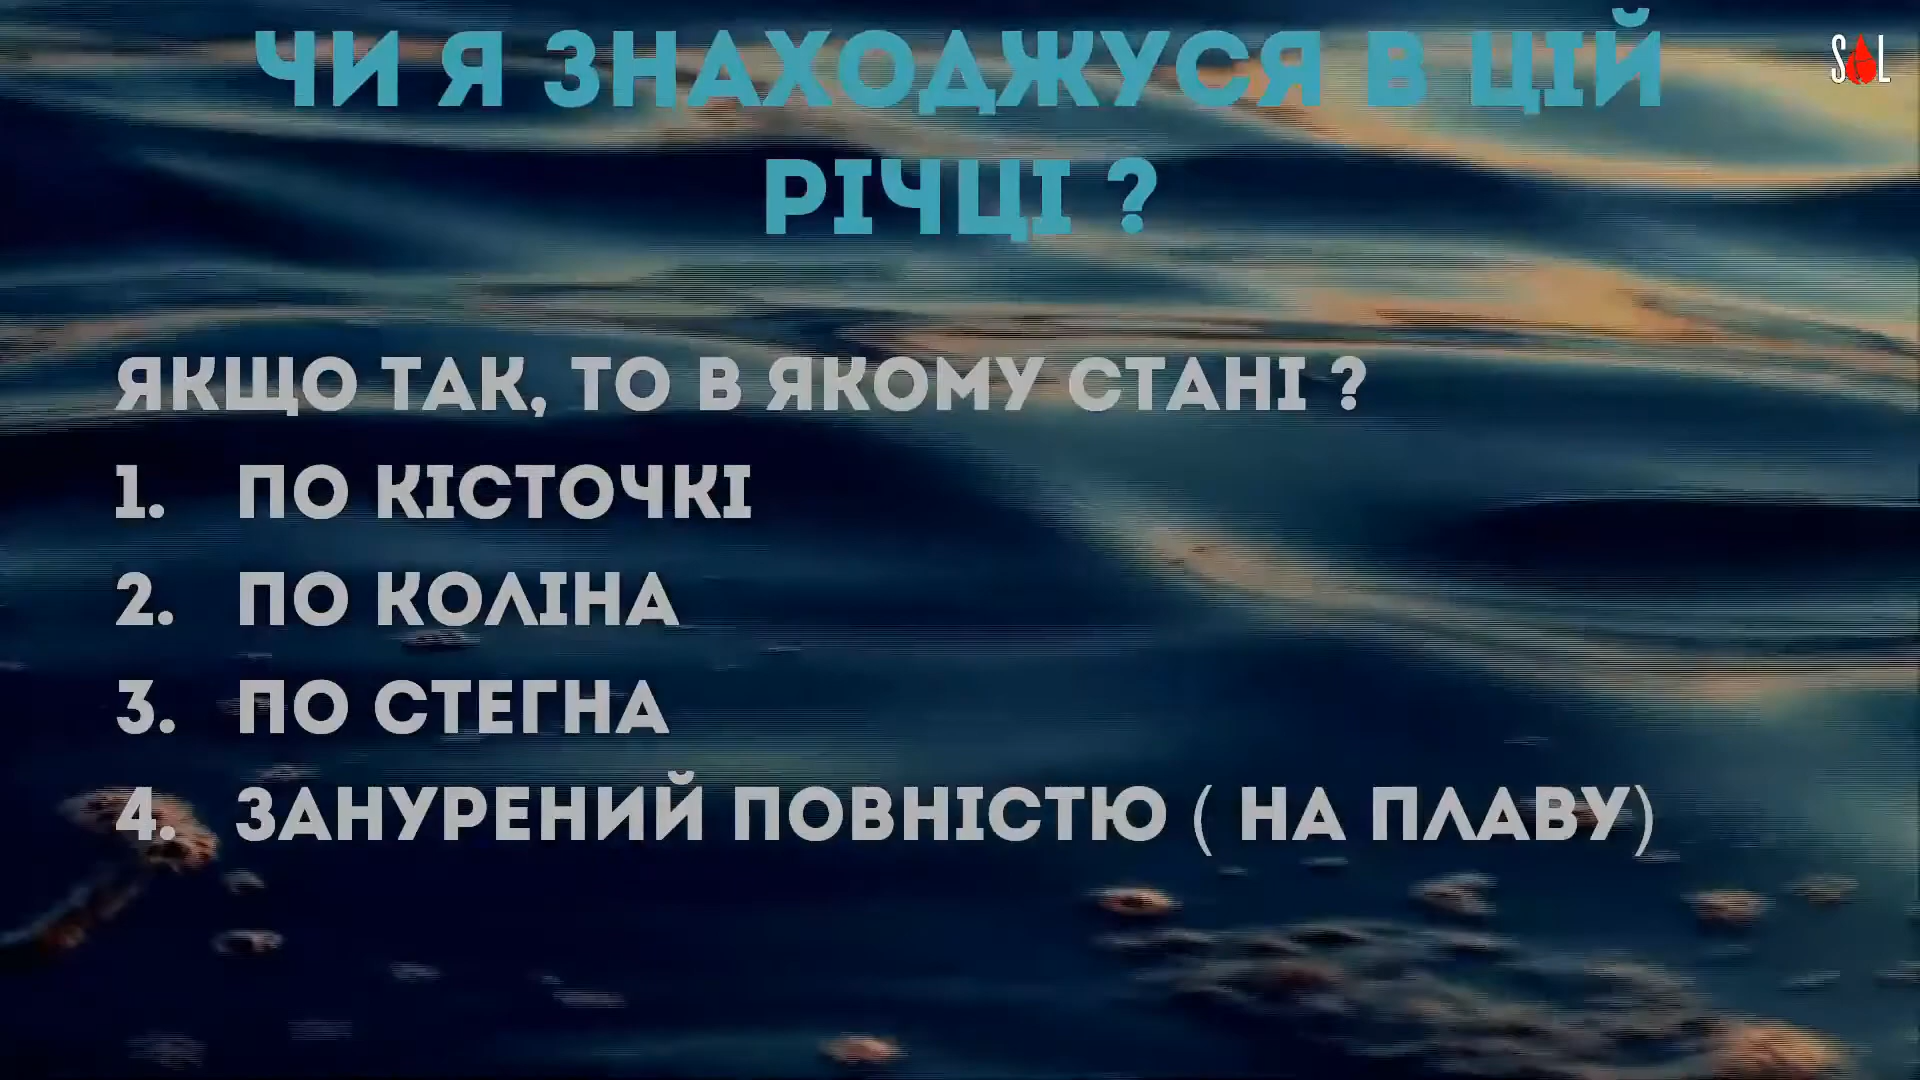 ЧИ Я ЗНАХОДЖУСЯ В ЦІЙ
РІЧЦІ ?
ЯКЩО ТАК, ТО В ЯКОМУ СТАНІ ?
1. ПО КІСТОЧКІ
2. ПО КОЛІНА
3. ПО СТЕГНА
4. ЗАНУРЕНИЙ ПОВНІСТЮ ( НА ПЛАВУ)
SOL